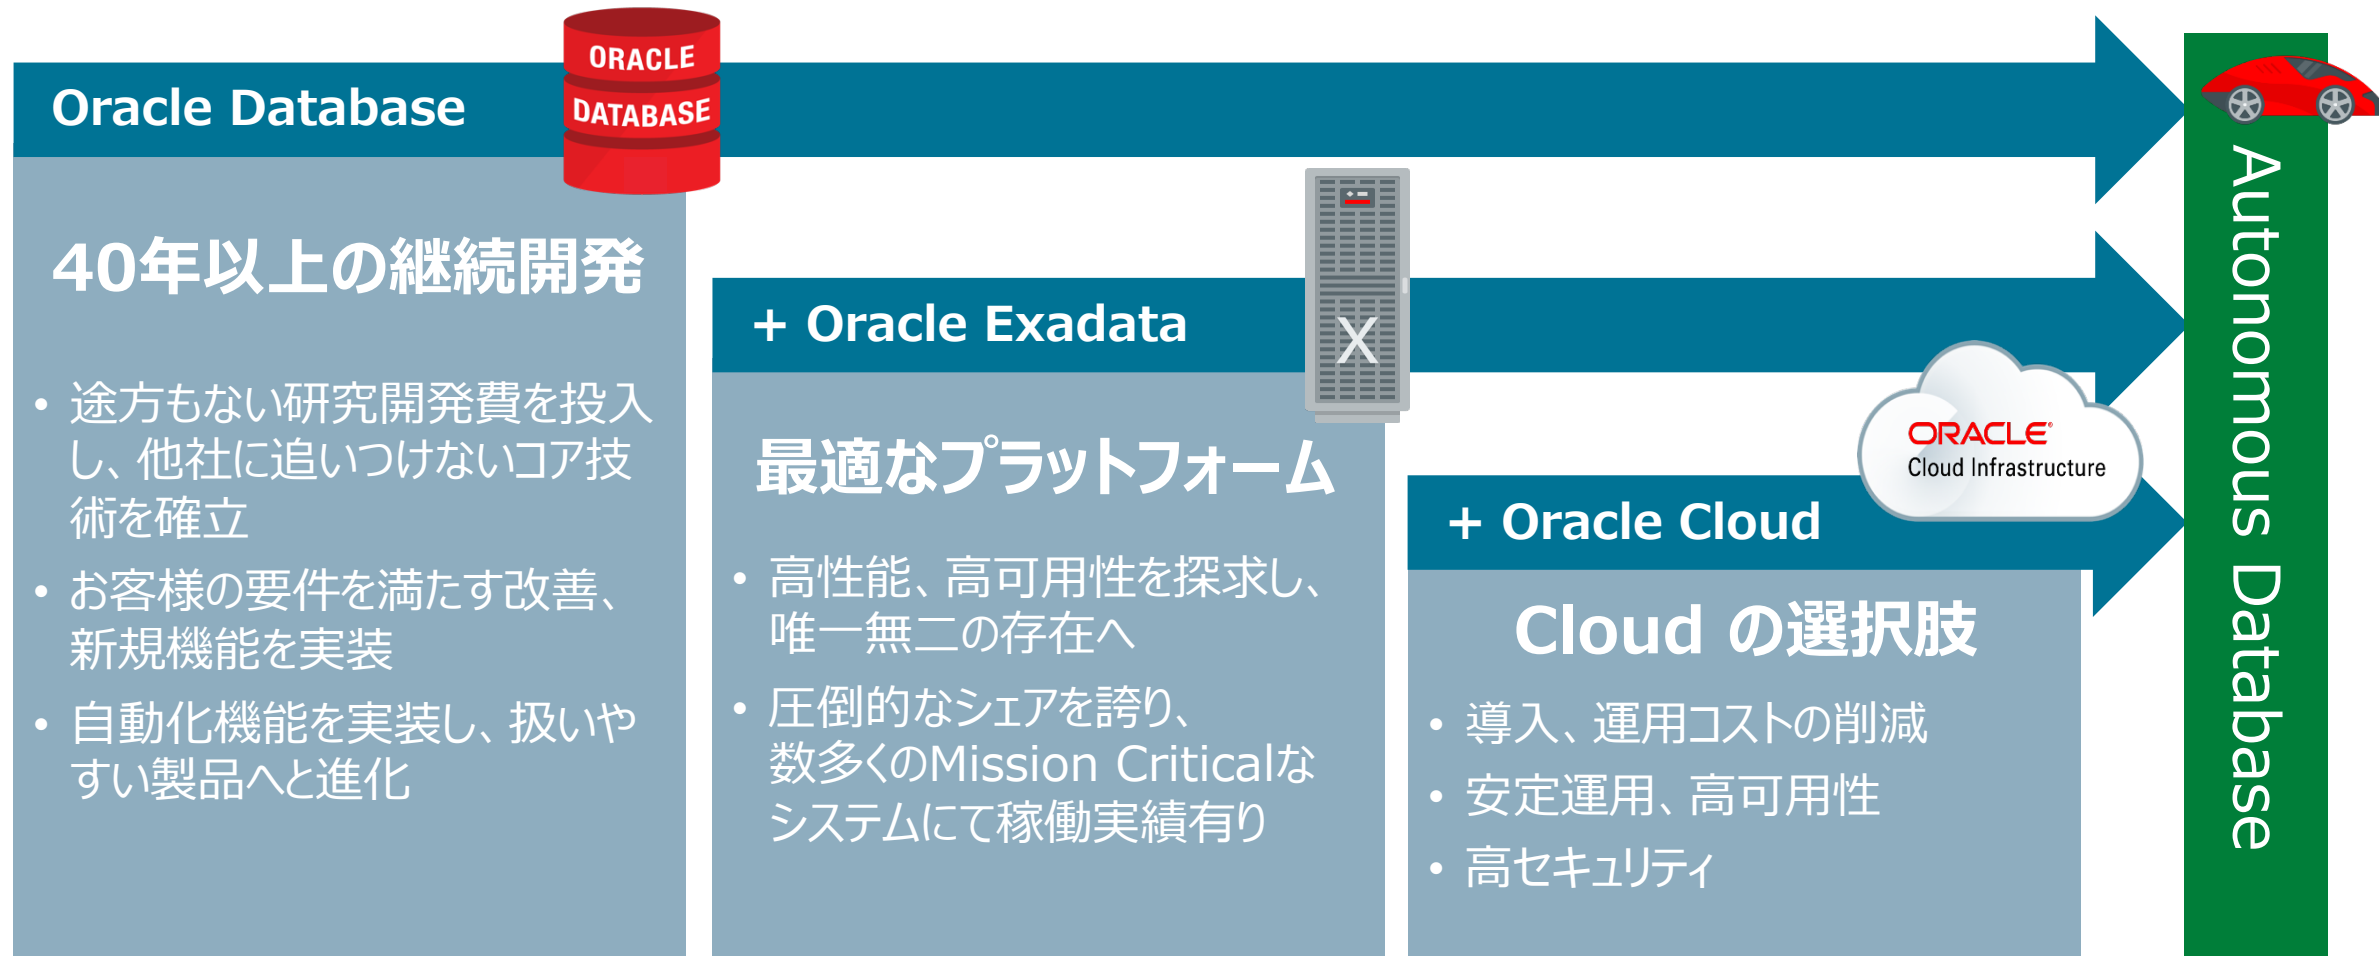 Oracle Database
ORACLE
DATABASE
40年以上の継続開発
• 途方もない研究開発費を投入
し、他社に追いつけないコア技
術を確立
• お客様の要件を満たす改善、
新規機能を実装
• 自動化機能を実装し、扱いや
すい製品へと進化
+ Oracle Exadata
X
最適なプラットフォーム
• 高性能、高可用性を探求し、
唯一無二の存在へ
• 圧倒的なシェアを誇り、
数多くのMission Criticalな
システムにて稼働実績有り
+ Oracle Cloud
ORACLE®
Cloud Infrastructure
Cloud の選択肢
• 導入、運用コストの削減
• 安定運用、高可用性
• 高セキュリティ
Autonomous Database